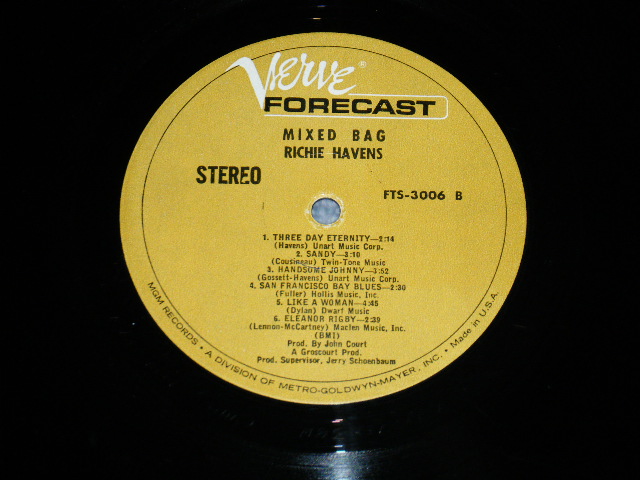 Verve®
FORECAST
MIXED BAG
RICHIE HAVENS
STEREO
FTS-3006 B
1. THREE DAY ETERNITY—2:14
(Havens) Unart Music Corp.
2. SANDY—3:10
(Cousineau) Twin-Tone Music
3. HANDSOME JOHNNY—3:52
(Gossett-Havens) Unart Music Corp.
4. SAN FRANCISCO BAY BLUES—2:30
(Fuller) Hollis Music, Inc.
5. LIKE A WOMAN—4:45
(Dylan) Dwarf Music
6. ELEANOR RIGBY—2:39
(Lennon-McCartney) Maclen Music, Inc.
(BMI)
Prod. By John Court
A Groscourt Prod.
Prod. Supervisor, Jerry Schoenbaum
MGM RECORDS • A DIVISION OF METRO-GOLDWYN-MAYER, INC. • Made in U.S.A.